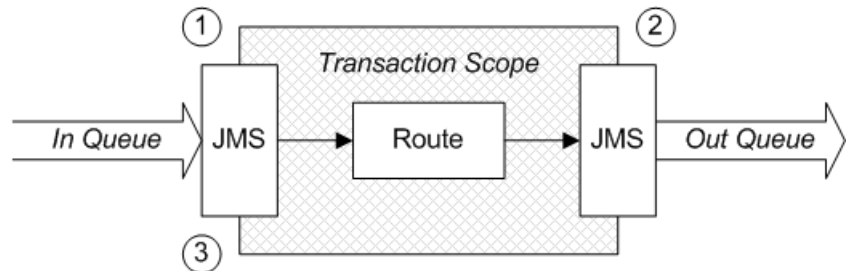 1
2
Transaction Scope
In Queue
JMS
Route
JMS
Out Queue
3